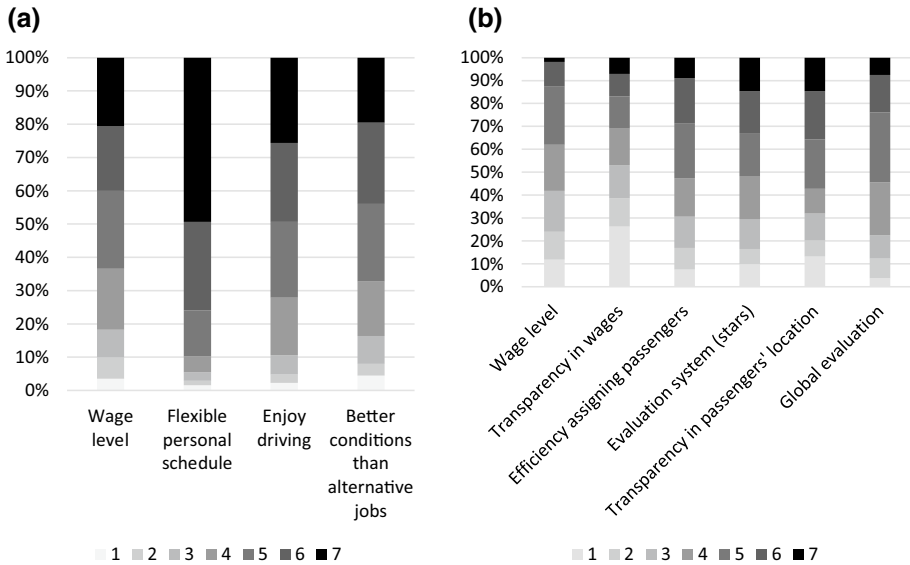 (a)
100%
90%
80%
70%
60%
50%
40%
30%
20%
10%
0%
Wage
level
Flexible
personal
schedule
Enjoy
driving
Better
conditions
than
alternative
jobs
1 2 3 4 5 6 7
(b)
100%
90%
80%
70%
60%
50%
40%
30%
20%
10%
0%
Wage level
Transparency in wages
Efficiency assigning passengers
Evaluation system (stars)
Transparency in passengers' location
Global evaluation
1 2 3 4 5 6 7